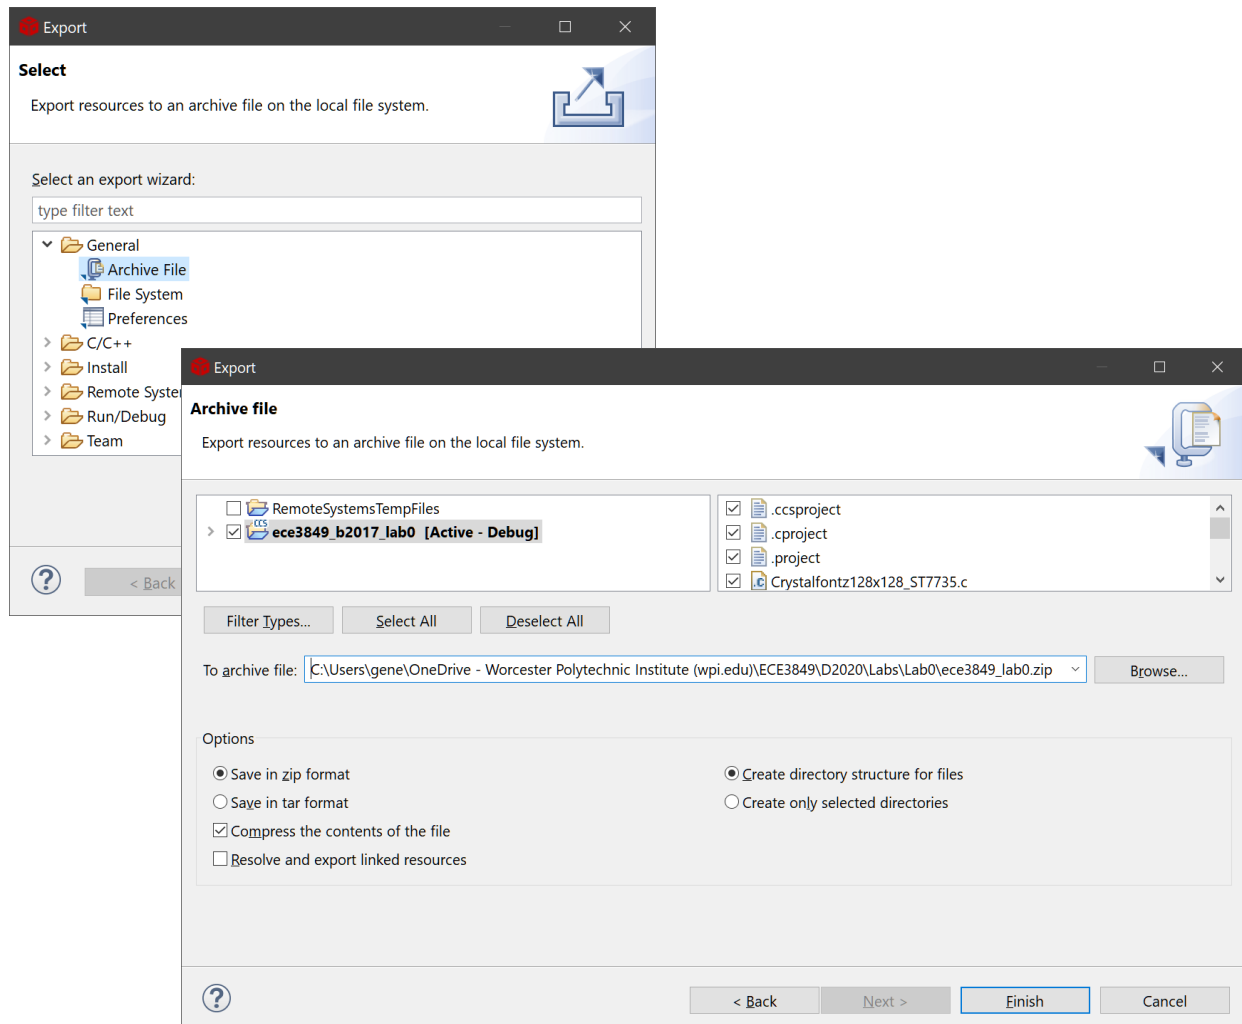 Export
Select
Export resources to an archive file on the local file system.
Select an export wizard:
type filter text
General
Archive File
File System
Preferences
C/C++
Install
Remote Syste
Run/Debug
Team
? < Back
Export
Archive file
Export resources to an archive file on the local file system.
RemoteSystemsTempFiles
CCS
ece3849_b2017_lab0 [Active - Debug]
.ccsproject
.cproject
.project
.c Crystalfontz128x128_ST7735.c
Filter Types... Select All Deselect All
To archive file: C:\Users\gene\OneDrive - Worcester Polytechnic Institute (wpi.edu)\ECE3849\D2020\Labs\Lab0\ece3849_lab0.zip Browse...
Options
Save in zip format
Save in tar format
Compress the contents of the file
Resolve and export linked resources
Create directory structure for files
Create only selected directories
? < Back Next > Finish Cancel